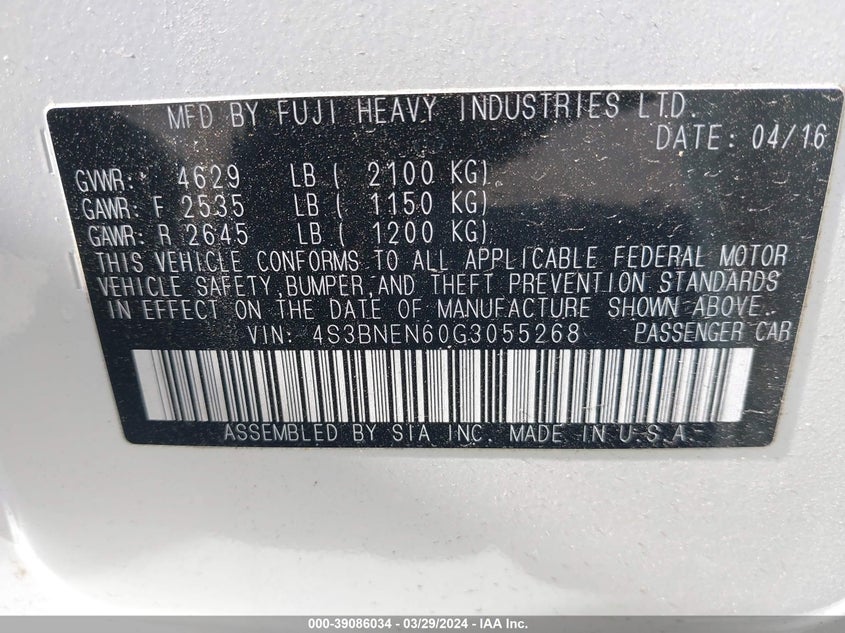 MFD BY FUJI HEAVY INDUSTRIES LTD.
DATE: 04/16
GVWR: 4629 LB ( 2100 KG)
GAWR: F 2535 LB ( 1150 KG)
GAWR: R 2645 LB ( 1200 KG)
THIS VEHICLE CONFORMS TO ALL APPLICABLE FEDERAL MOTOR
VEHICLE SAFETY,BUMPER,AND THEFT PREVENTION STANDARDS
IN EFFECT ON THE DATE OF MANUFACTURE SHOWN ABOVE.
VIN: 4S3BNEN60G3055268 PASSENGER CAR
ASSEMBLED BY SIA INC. MADE IN U.S.A.
000-39086034 - 03/29/2024 - IAA Inc.